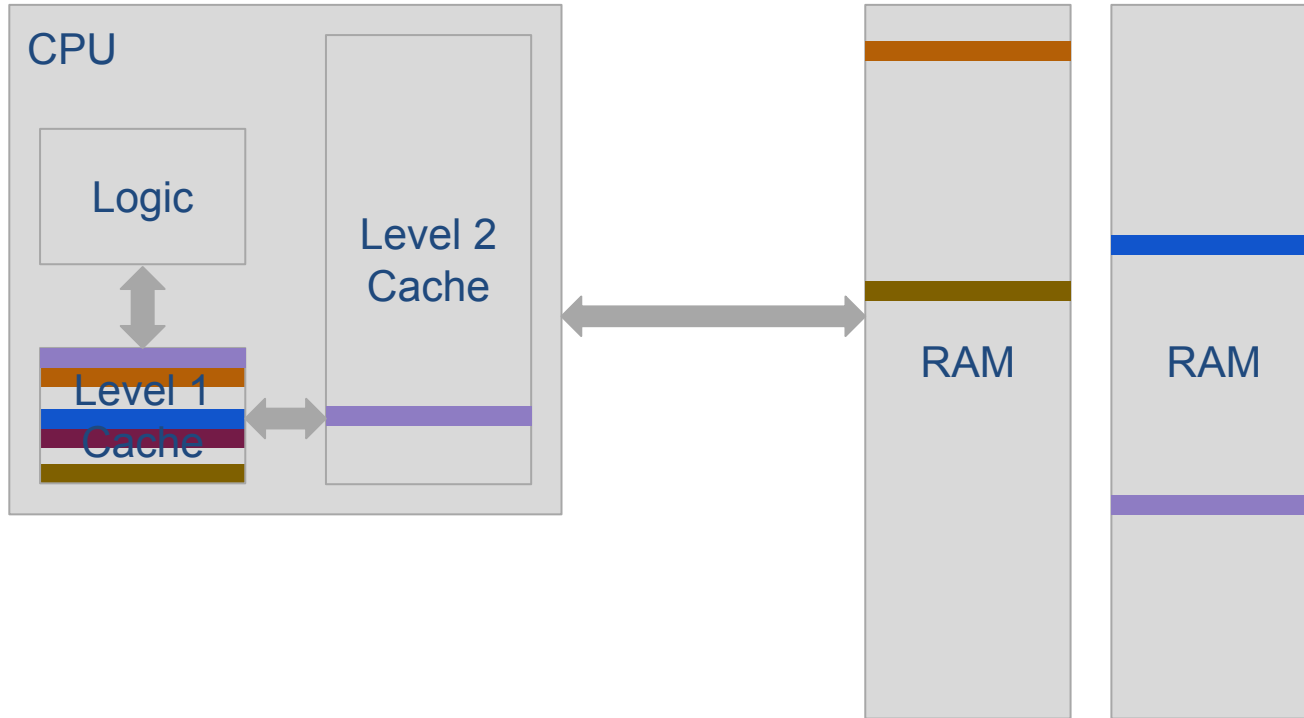 CPU
Logic
Level 2
Cache
Level 1
Cache
RAM
RAM